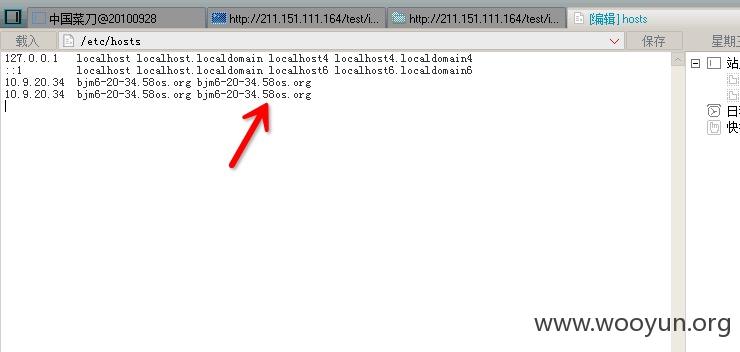 中国菜刀@20100928
http://211.151.111.164/test/i...
http://211.151.111.164/test/i...
[编辑] hosts
载入
/etc/hosts
保存
星期五
127.0.0.1 localhost localhost.localdomain localhost4 localhost4.localdomain4
::1 localhost localhost.localdomain localhost6 localhost6.localdomain6
10.9.20.34 bjm6-20-34.58os.org bjm6-20-34.58os.org
10.9.20.34 bjm6-20-34.58os.org bjm6-20-34.58os.org
站
快
www.wooyun.org